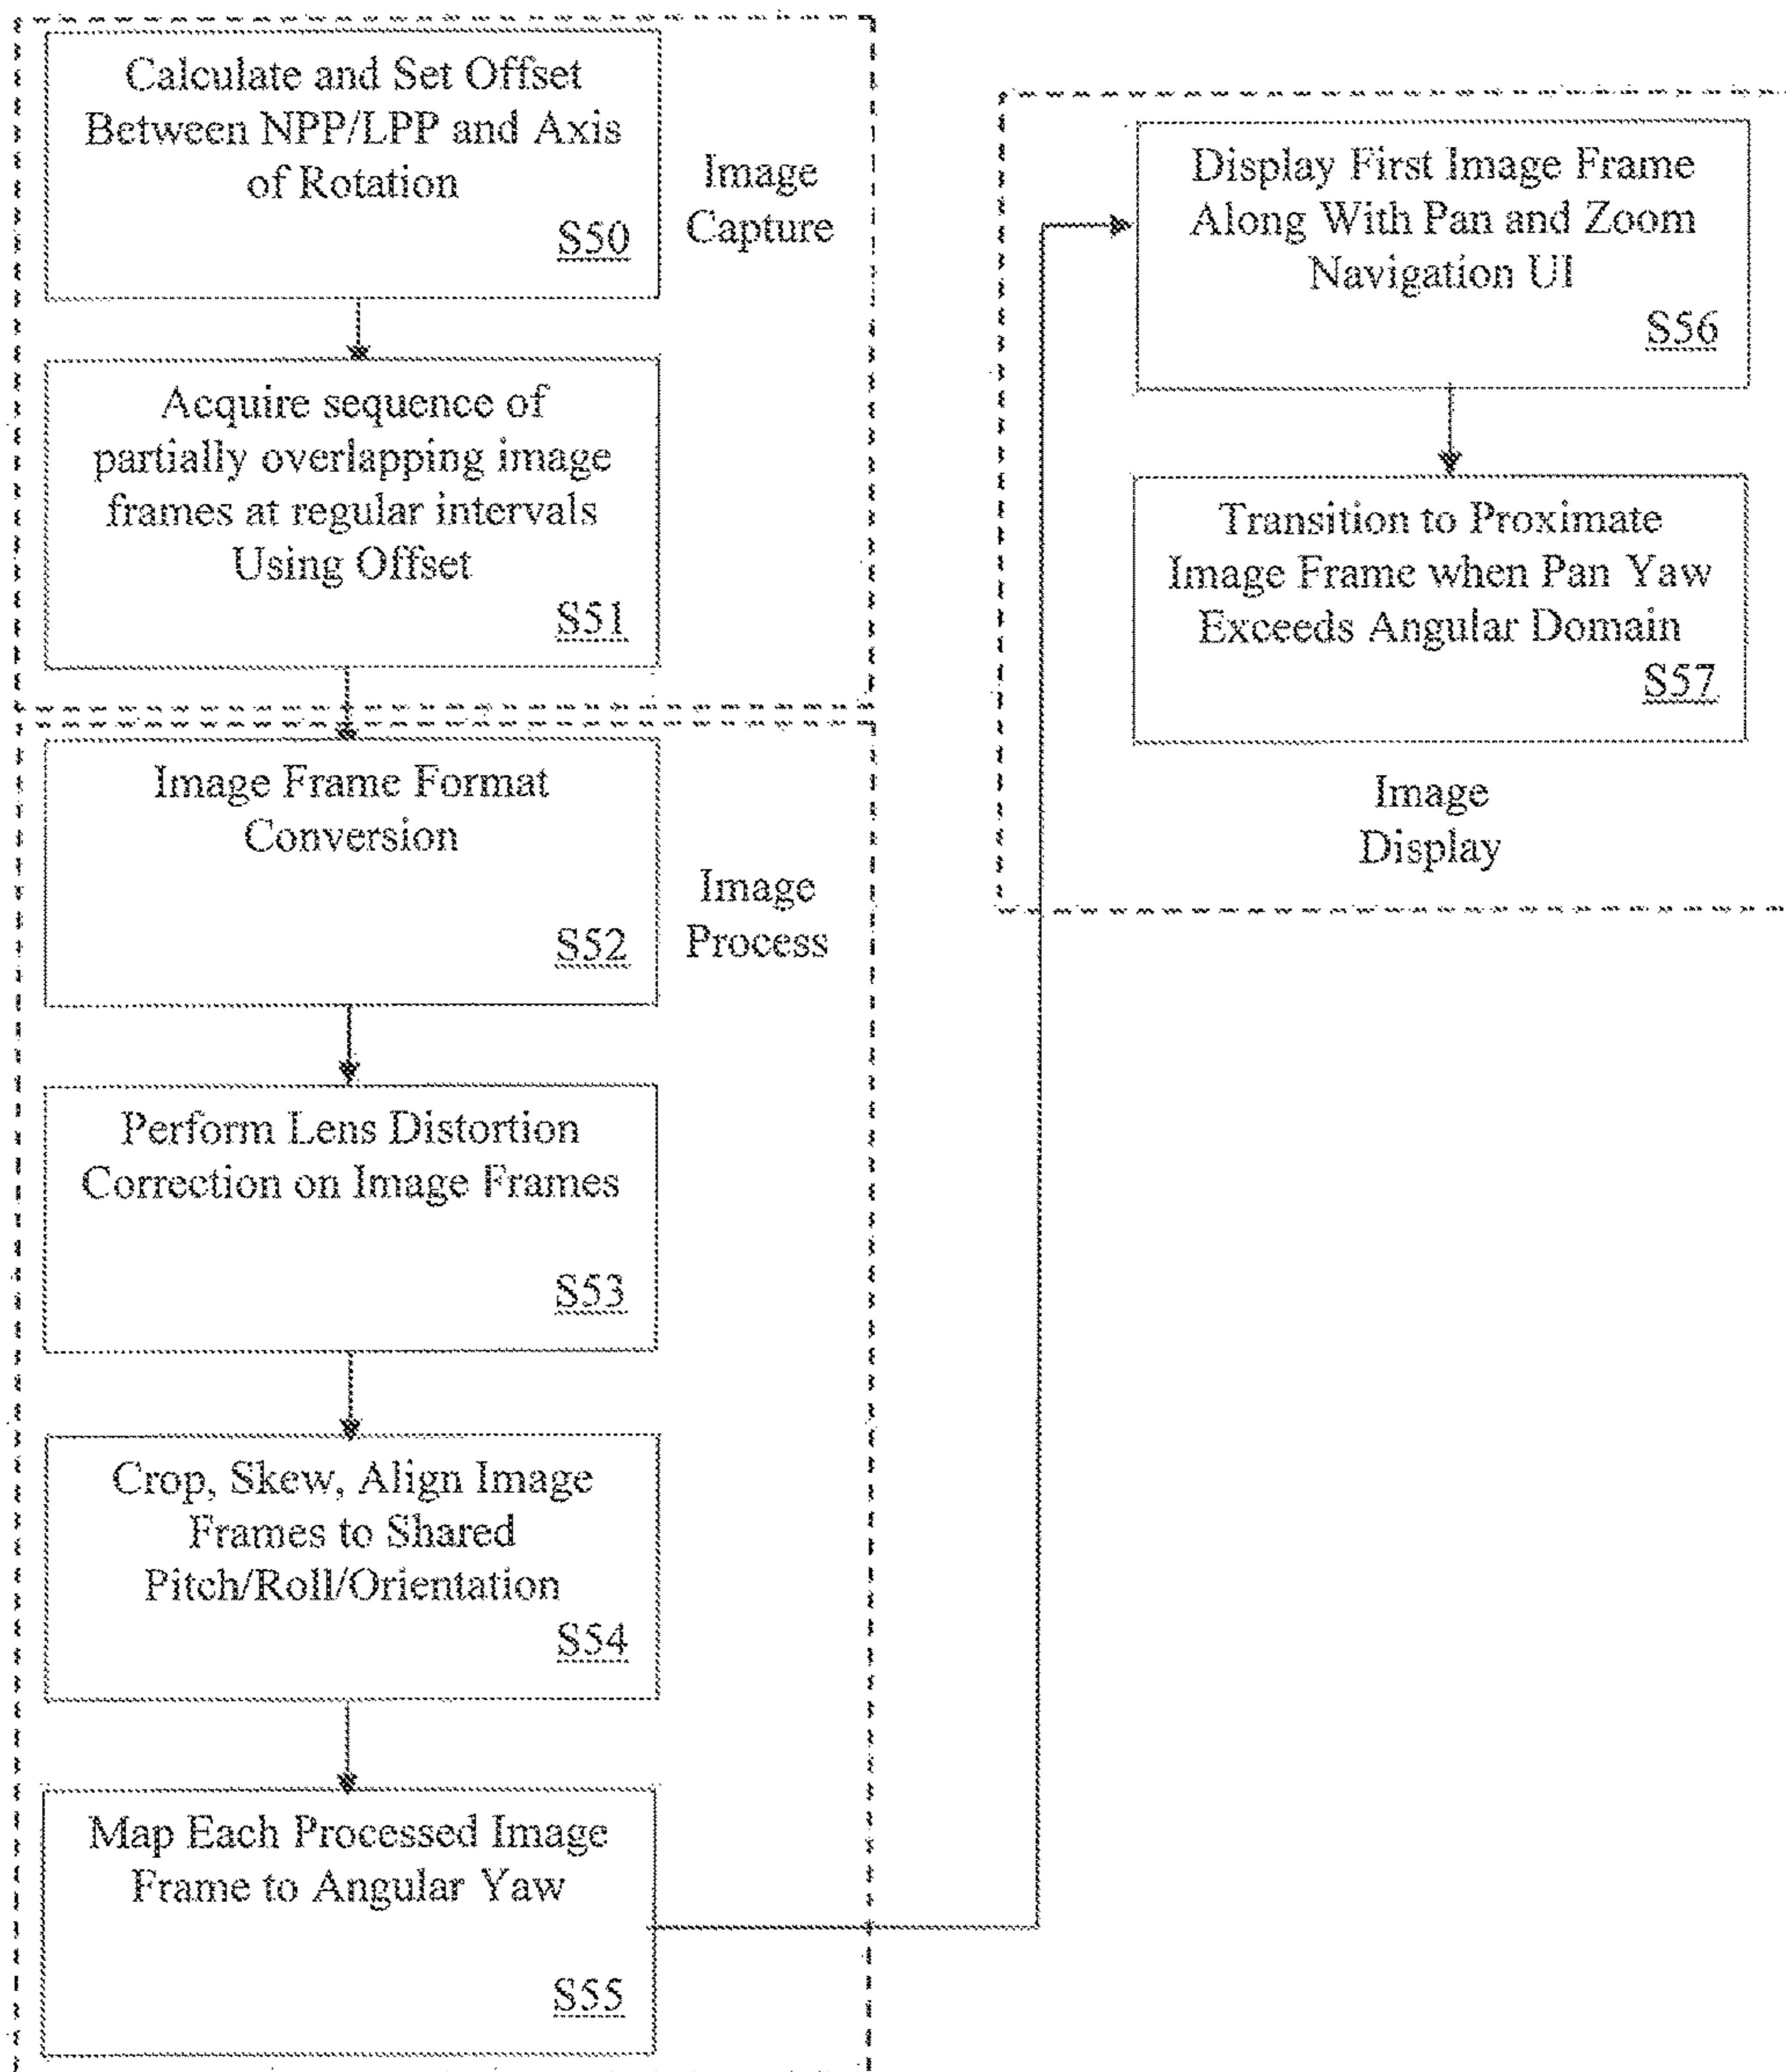 Calculate and Set Offset
Between NPP/LPP and Axis
of Rotation
S50
Image
Capture
Acquire sequence of
partially overlapping image
frames at regular intervals
Using Offset
S51
Image Frame Format
Conversion
S52
Image
Process
Perform Lens Distortion
Correction on Image Frames
S53
Crop, Skew, Align Image
Frames to Shared
Pitch/Roll/Orientation
S54
Map Each Processed Image
Frame to Angular Yaw
S55
Display First Image Frame
Along With Pan and Zoom
Navigation UI
S56
Transition to Proximate
Image Frame when Pan Yaw
Exceeds Angular Domain
S57
Image
Display